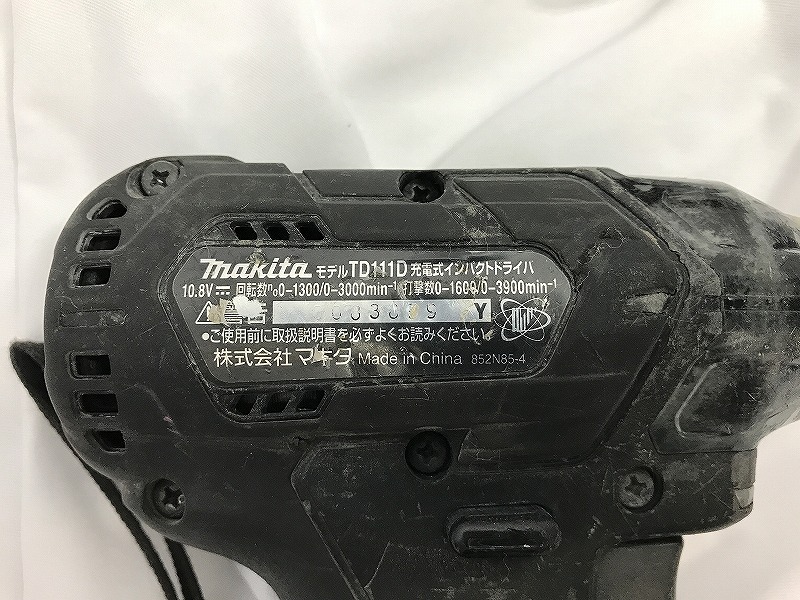 makita モデル TD111D 充電式インパクトドライバ
10.8V 回転数n₀0-1300/0-3000min⁻¹ 打撃数0-1600/0-3900min⁻¹
Y
●ご使用前に取扱説明書を必ずよくお読みください。
株式会社マキタ Made in China 852N85-4